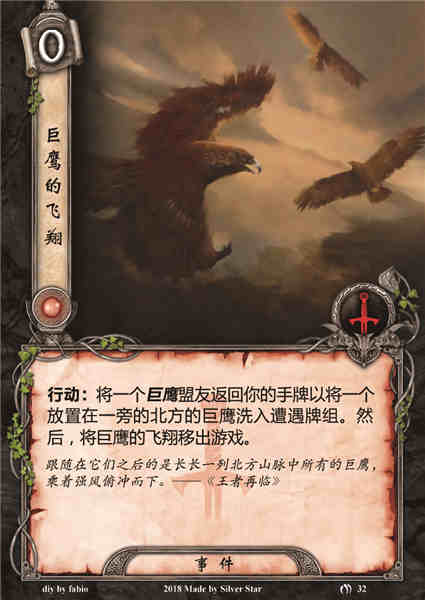 0
巨鹰的飞翔
行动：将一个巨鹰盟友返回你的手牌以将一个
放置在一旁的北方的巨鹰洗入遭遇牌组。然
后，将巨鹰的飞翔移出游戏。
跟随在它们之后的是长长一列北方山脉中所有的巨鹰，
乘着强风俯冲而下。——《王者再临》
事件
diy by fabio 2018 Made by Silver Star 32